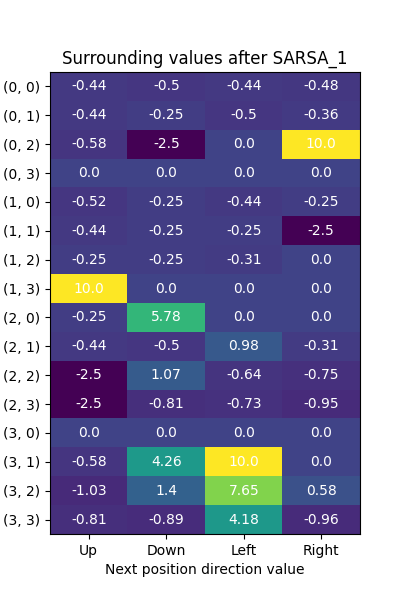 Surrounding values after SARSA_1
(0, 0) -0.44 -0.5 -0.44 -0.48
(0, 1) -0.44 -0.25 -0.5 -0.36
(0, 2) -0.58 -2.5 0.0 10.0
(0, 3) 0.0 0.0 0.0 0.0
(1, 0) -0.52 -0.25 -0.44 -0.25
(1, 1) -0.44 -0.25 -0.25 -2.5
(1, 2) -0.25 -0.25 -0.31 0.0
(1, 3) 10.0 0.0 0.0 0.0
(2, 0) -0.25 5.78 0.0 0.0
(2, 1) -0.44 -0.5 0.98 -0.31
(2, 2) -2.5 1.07 -0.64 -0.75
(2, 3) -2.5 -0.81 -0.73 -0.95
(3, 0) 0.0 0.0 0.0 0.0
(3, 1) -0.58 4.26 10.0 0.0
(3, 2) -1.03 1.4 7.65 0.58
(3, 3) -0.81 -0.89 4.18 -0.96
Up Down Left Right
Next position direction value